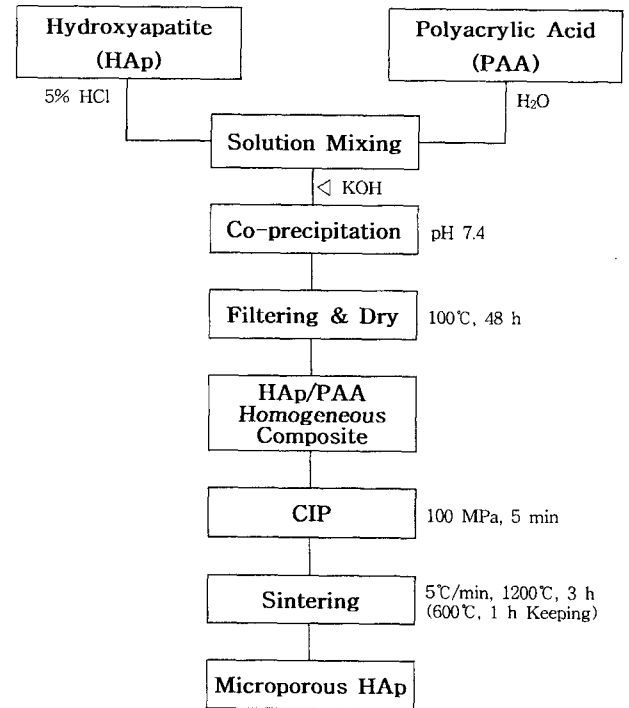 Hydroxyapatite
(HAp)
Polyacrylic Acid
(PAA)
5% HCl
H₂O
Solution Mixing
◁ KOH
Co-precipitation
pH 7.4
Filtering & Dry
100℃, 48 h
HAp/PAA
Homogeneous
Composite
CIP
100 MPa, 5 min
Sintering
5℃/min, 1200℃, 3 h
(600℃, 1 h Keeping)
Microporous HAp